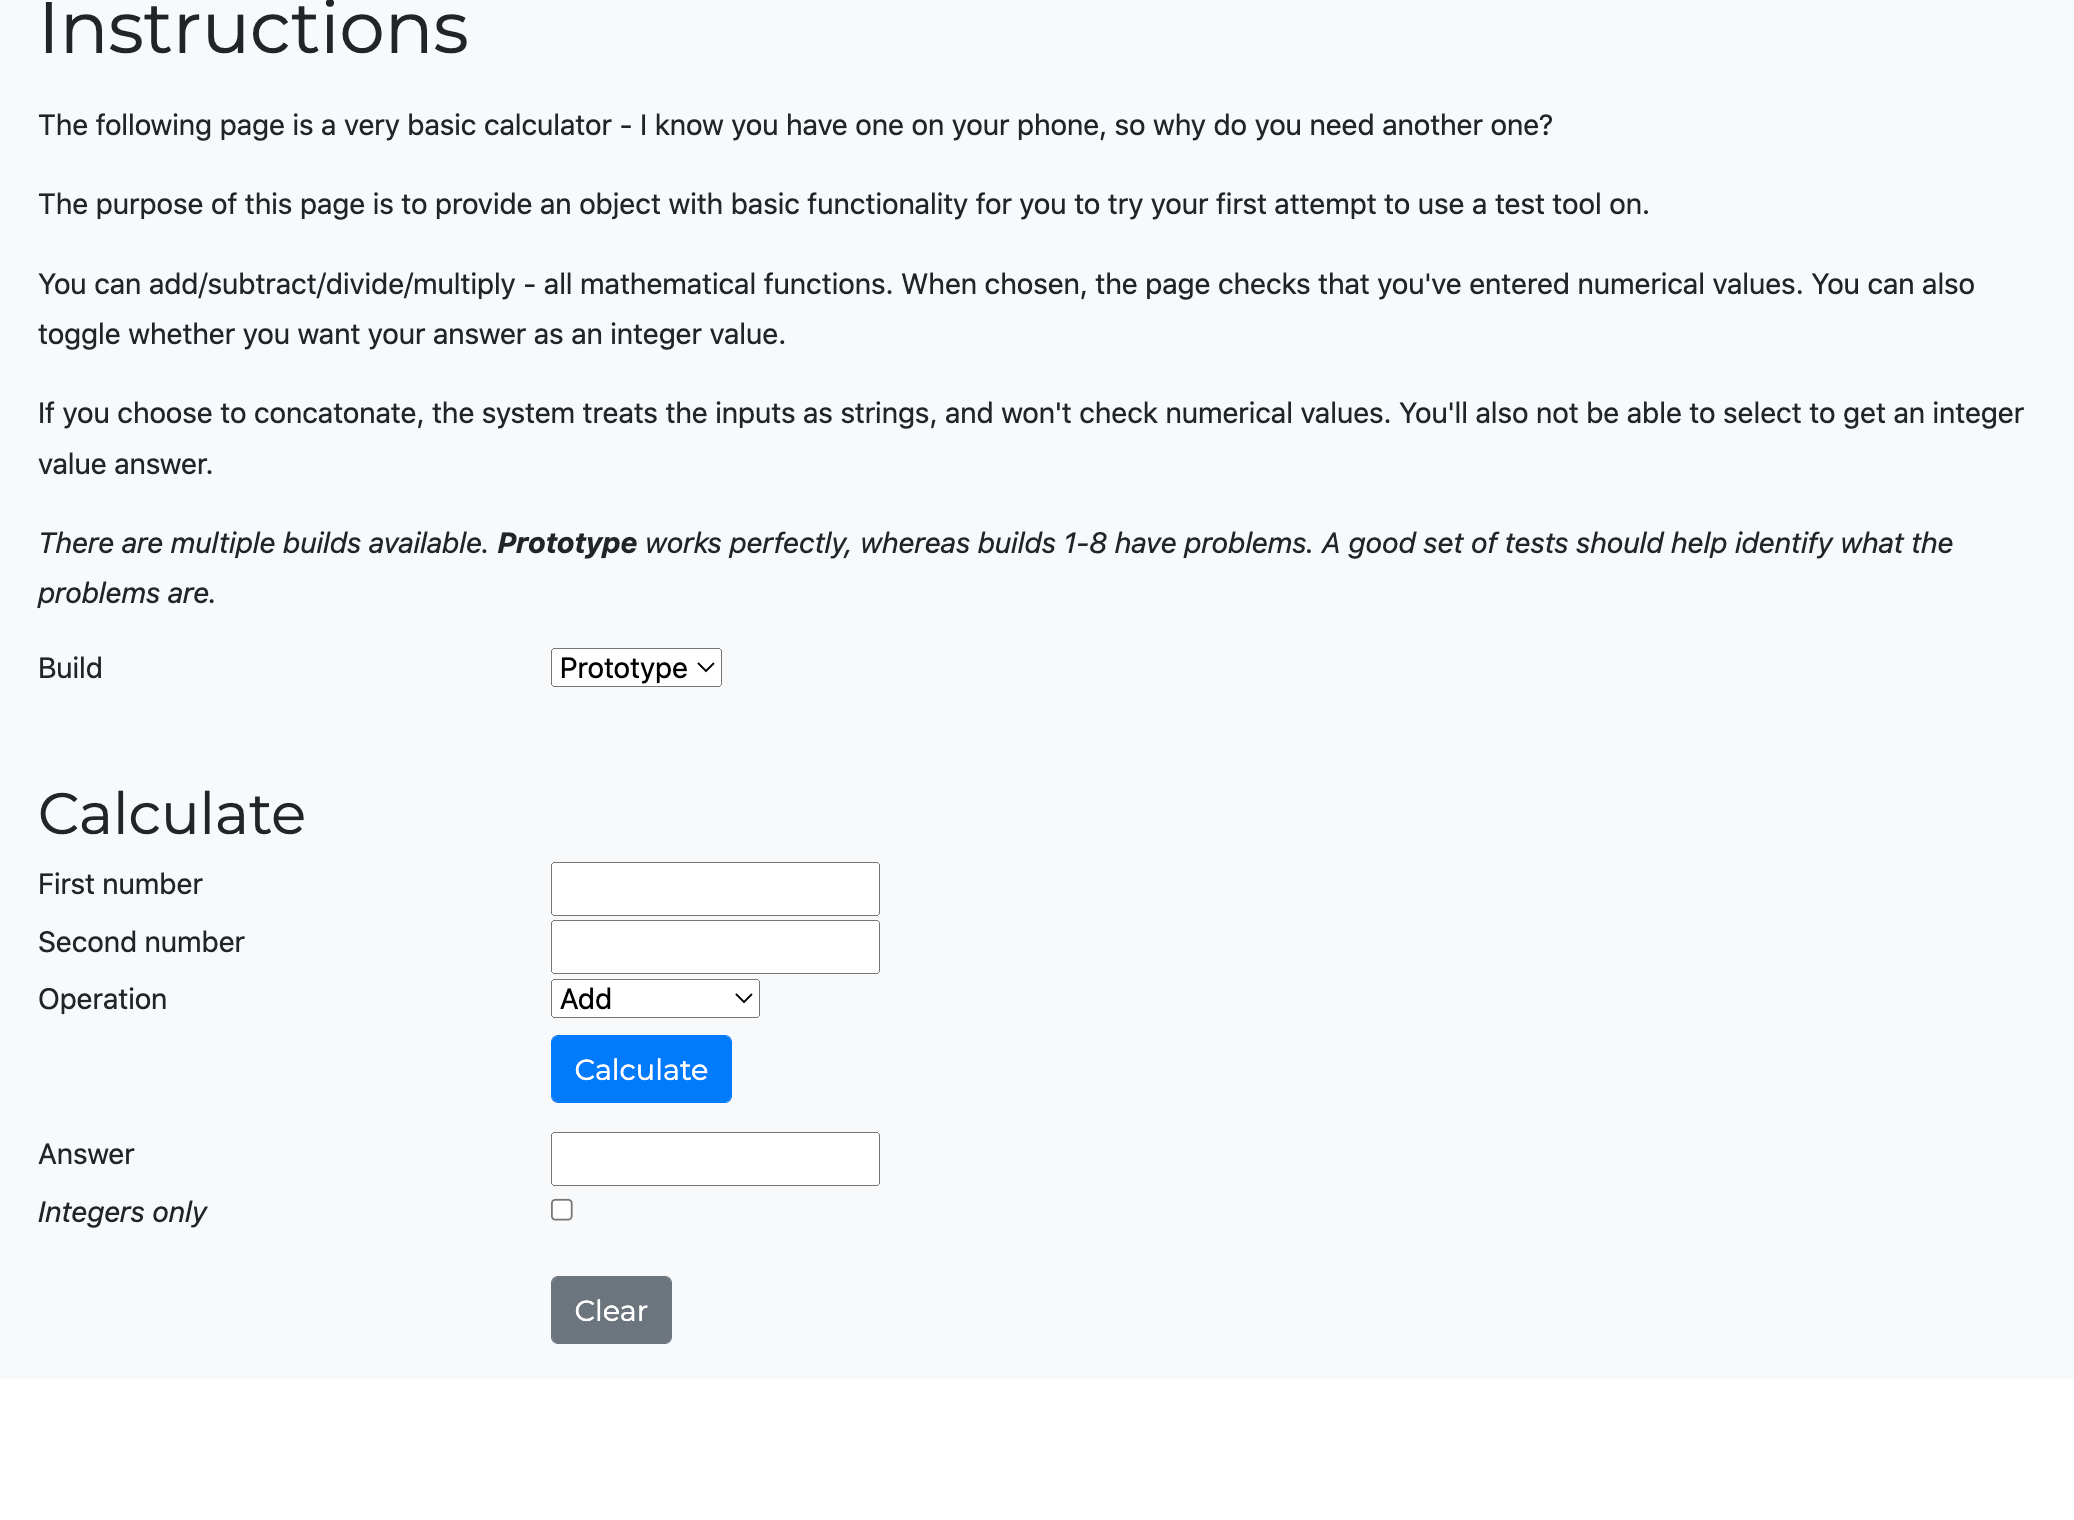 Instructions
The following page is a very basic calculator - I know you have one on your phone, so why do you need another one?
The purpose of this page is to provide an object with basic functionality for you to try your first attempt to use a test tool on.
You can add/subtract/divide/multiply - all mathematical functions. When chosen, the page checks that you've entered numerical values. You can also
toggle whether you want your answer as an integer value.
If you choose to concatonate, the system treats the inputs as strings, and won't check numerical values. You'll also not be able to select to get an integer
value answer.
There are multiple builds available. Prototype works perfectly, whereas builds 1-8 have problems. A good set of tests should help identify what the
problems are.
Build Prototype
Calculate
First number
Second number
Operation Add
Calculate
Answer
Integers only
Clear